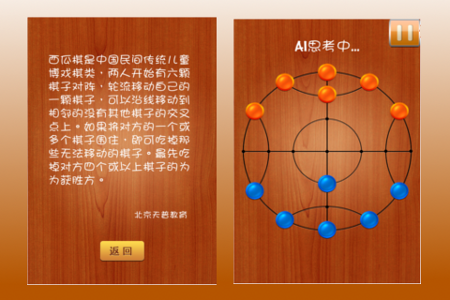 西瓜棋是中国民间传统儿童
博戏棋类，两人开始有六颗
棋子对阵，轮流移动自己的
一颗棋子，可以沿线移动到
相邻的没有其他棋子的交叉
点上。如果将对方的一个或
多个棋子围住，即可吃掉那
些无法移动的棋子。最先吃
掉对方四个或以上棋子的为
为获胜方。
北京天智教育
返回
AI思考中...